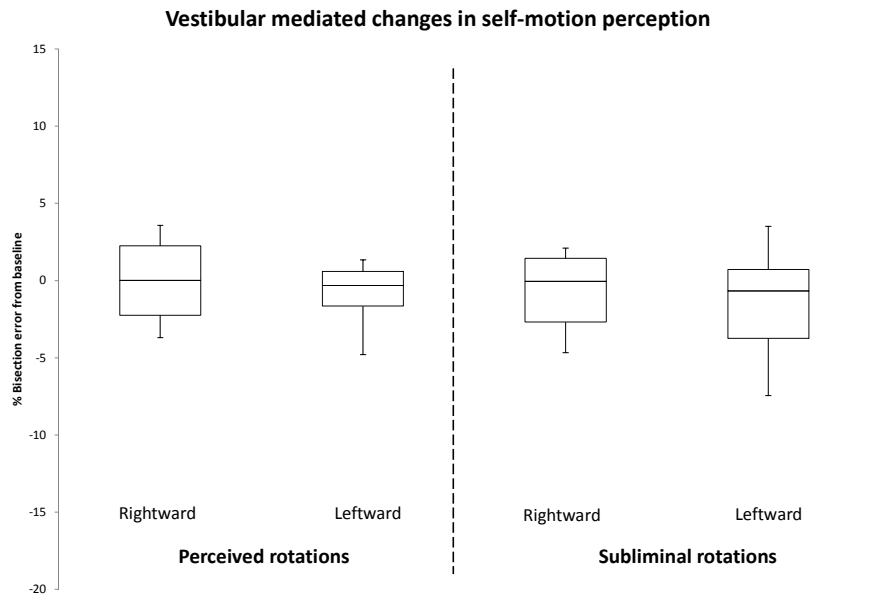 Vestibular mediated changes in self-motion perception
% Bisection error from baseline
15
10
5
0
-5
-10
-15
-20
Rightward
Leftward
Rightward
Leftward
Perceived rotations
Subliminal rotations